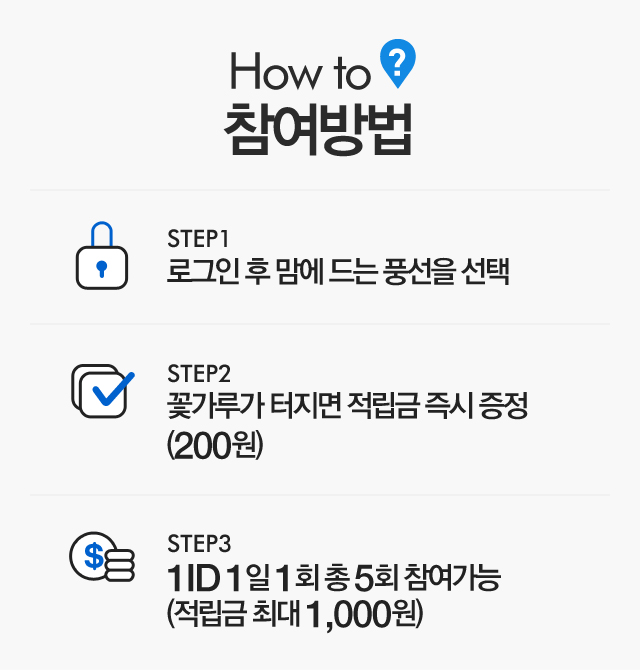 How to ?
참여방법
STEP1
로그인 후 맘에 드는 풍선을 선택
STEP2
꽃가루가 터지면 적립금 즉시 증정
(200원)
$
STEP3
1ID 1일 1회 총 5회 참여가능
(적립금 최대 1,000원)